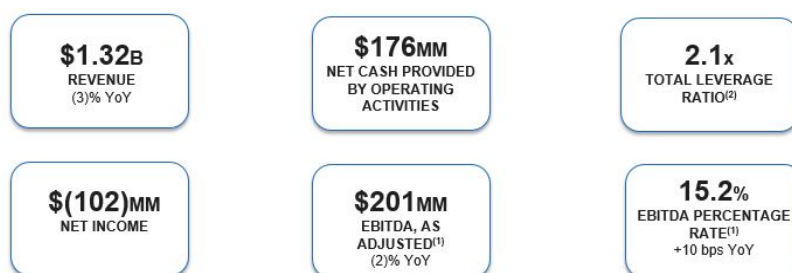 $1.32B
REVENUE
(3)% YoY
$176MM
NET CASH PROVIDED
BY OPERATING
ACTIVITIES
2.1x
TOTAL LEVERAGE
RATIO(2)
$(102)MM
NET INCOME
$201MM
EBITDA, AS
ADJUSTED(1)
(2)% YoY
15.2%
EBITDA PERCENTAGE
RATE(1)
+10 bps YoY